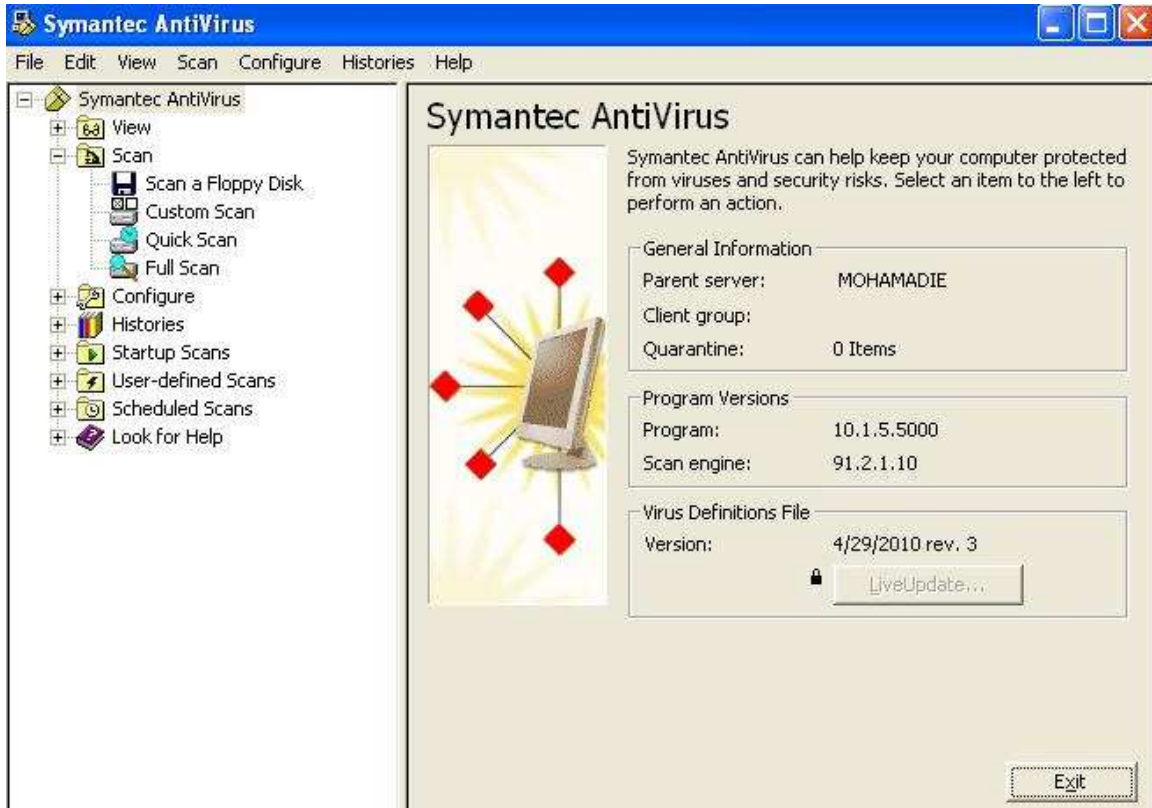 Symantec AntiVirus
File Edit View Scan Configure Histories Help
Symantec AntiVirus
View
Scan
Scan a Floppy Disk
Custom Scan
Quick Scan
Full Scan
Configure
Histories
Startup Scans
User-defined Scans
Scheduled Scans
Look for Help
Symantec AntiVirus
Symantec AntiVirus can help keep your computer protected
from viruses and security risks. Select an item to the left to
perform an action.
General Information
Parent server: MOHAMADIE
Client group:
Quarantine: 0 Items
Program Versions
Program: 10.1.5.5000
Scan engine: 91.2.1.10
Virus Definitions File
Version: 4/29/2010 rev. 3
LiveUpdate...
Exit